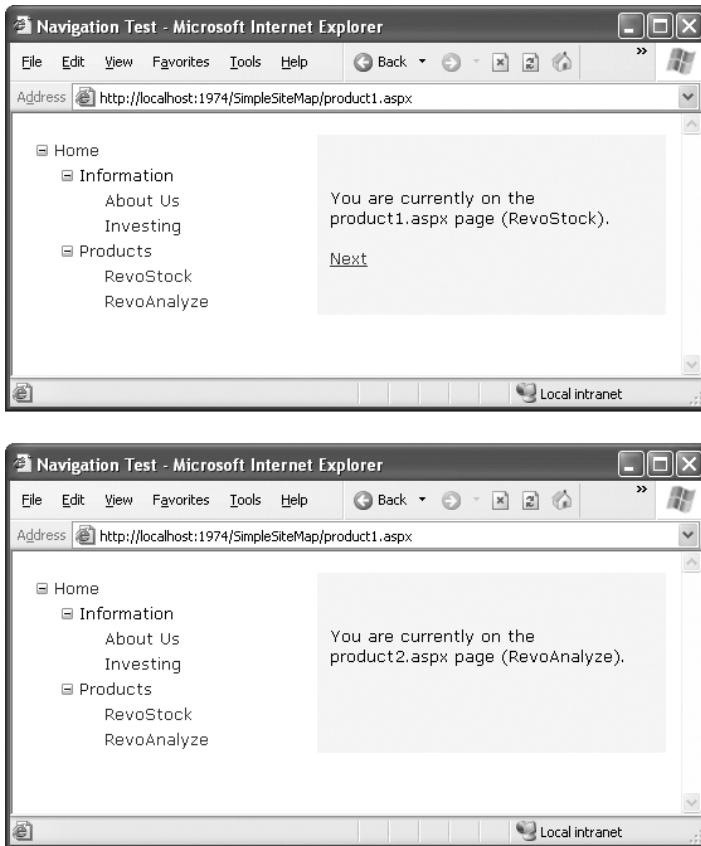 Navigation Test - Microsoft Internet Explorer
File Edit View Favorites Tools Help Back »
Address http://localhost:1974/SimpleSiteMap/product1.aspx
Home
Information
About Us
Investing
Products
RevoStock
RevoAnalyze
You are currently on the
product1.aspx page (RevoStock).
Next
Local intranet
Navigation Test - Microsoft Internet Explorer
File Edit View Favorites Tools Help Back »
Address http://localhost:1974/SimpleSiteMap/product1.aspx
Home
Information
About Us
Investing
Products
RevoStock
RevoAnalyze
You are currently on the
product2.aspx page (RevoAnalyze).
Local intranet